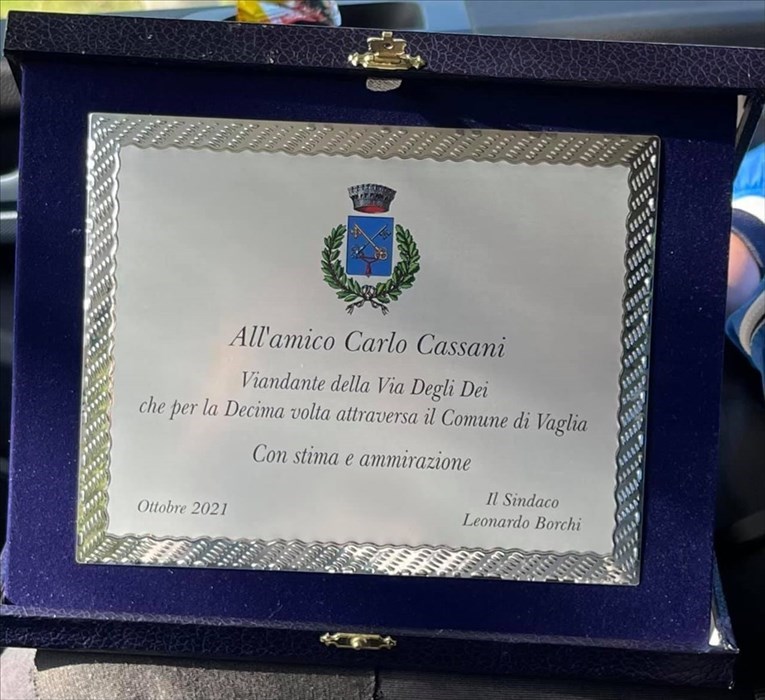 All'amico Carlo Cassani
Viandante della Via Degli Dei
che per la Decima volta attraversa il Comune di Vaglia
Con stima e ammirazione
Ottobre 2021
Il Sindaco
Leonardo Borchi